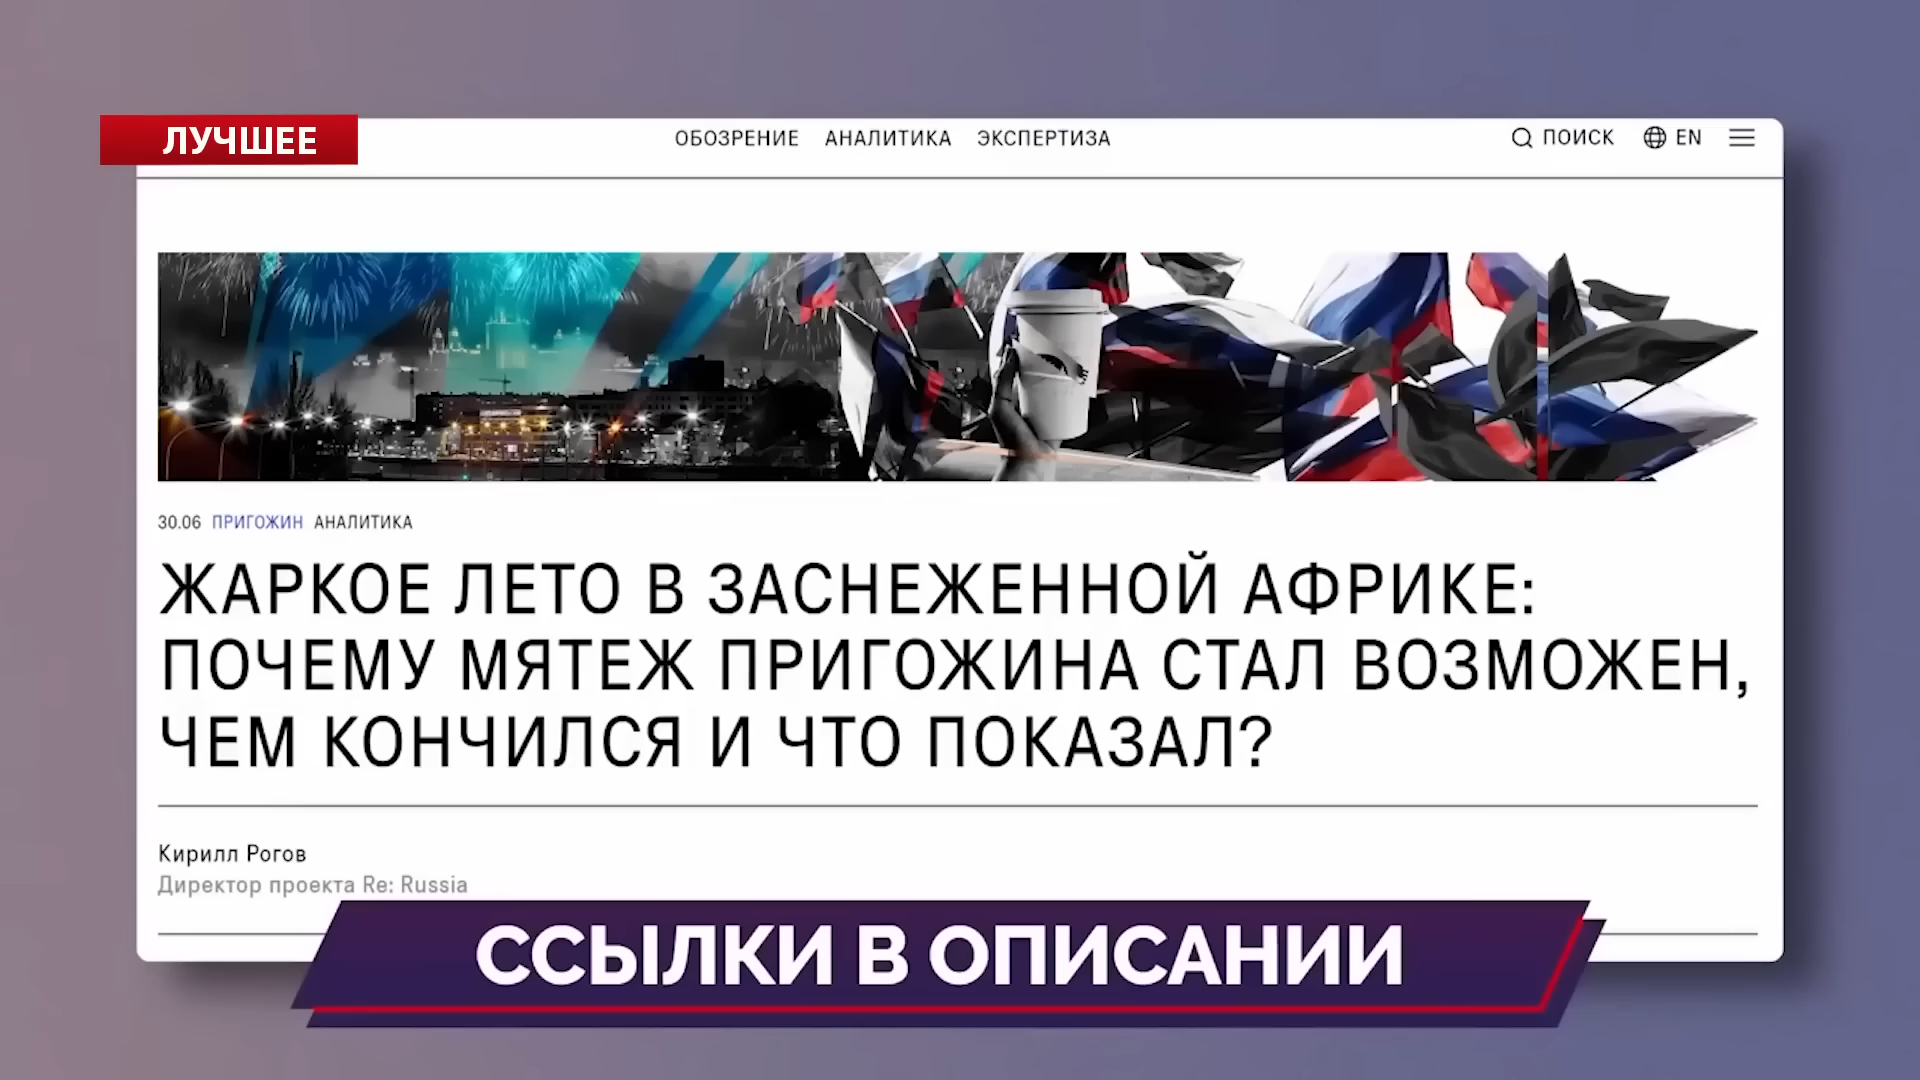 ЛУЧШЕЕ
ОБОЗРЕНИЕ АНАЛИТИКА ЭКСПЕРТИЗА
ПОИСК EN
30.06 ПРИГОЖИН АНАЛИТИКА
ЖАРКОЕ ЛЕТО В ЗАСНЕЖЕННОЙ АФРИКЕ:
ПОЧЕМУ МЯТЕЖ ПРИГОЖИНА СТАЛ ВОЗМОЖЕН,
ЧЕМ КОНЧИЛСЯ И ЧТО ПОКАЗАЛ?
Кирилл Рогов
Директор проекта Re: Russia
ССЫЛКИ В ОПИСАНИИ